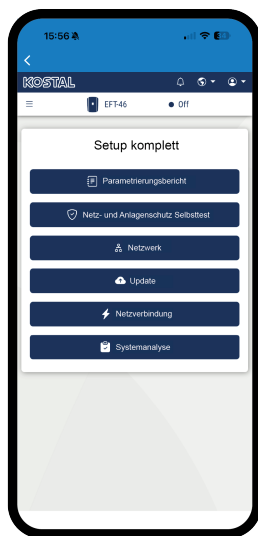 15:56
KOSTAL
EFT-46
Off
Setup komplett
Parametrierungsbericht
Netz- und Anlagenschutz Selbsttest
Netzwerk
Update
Netzverbindung
Systemanalyse